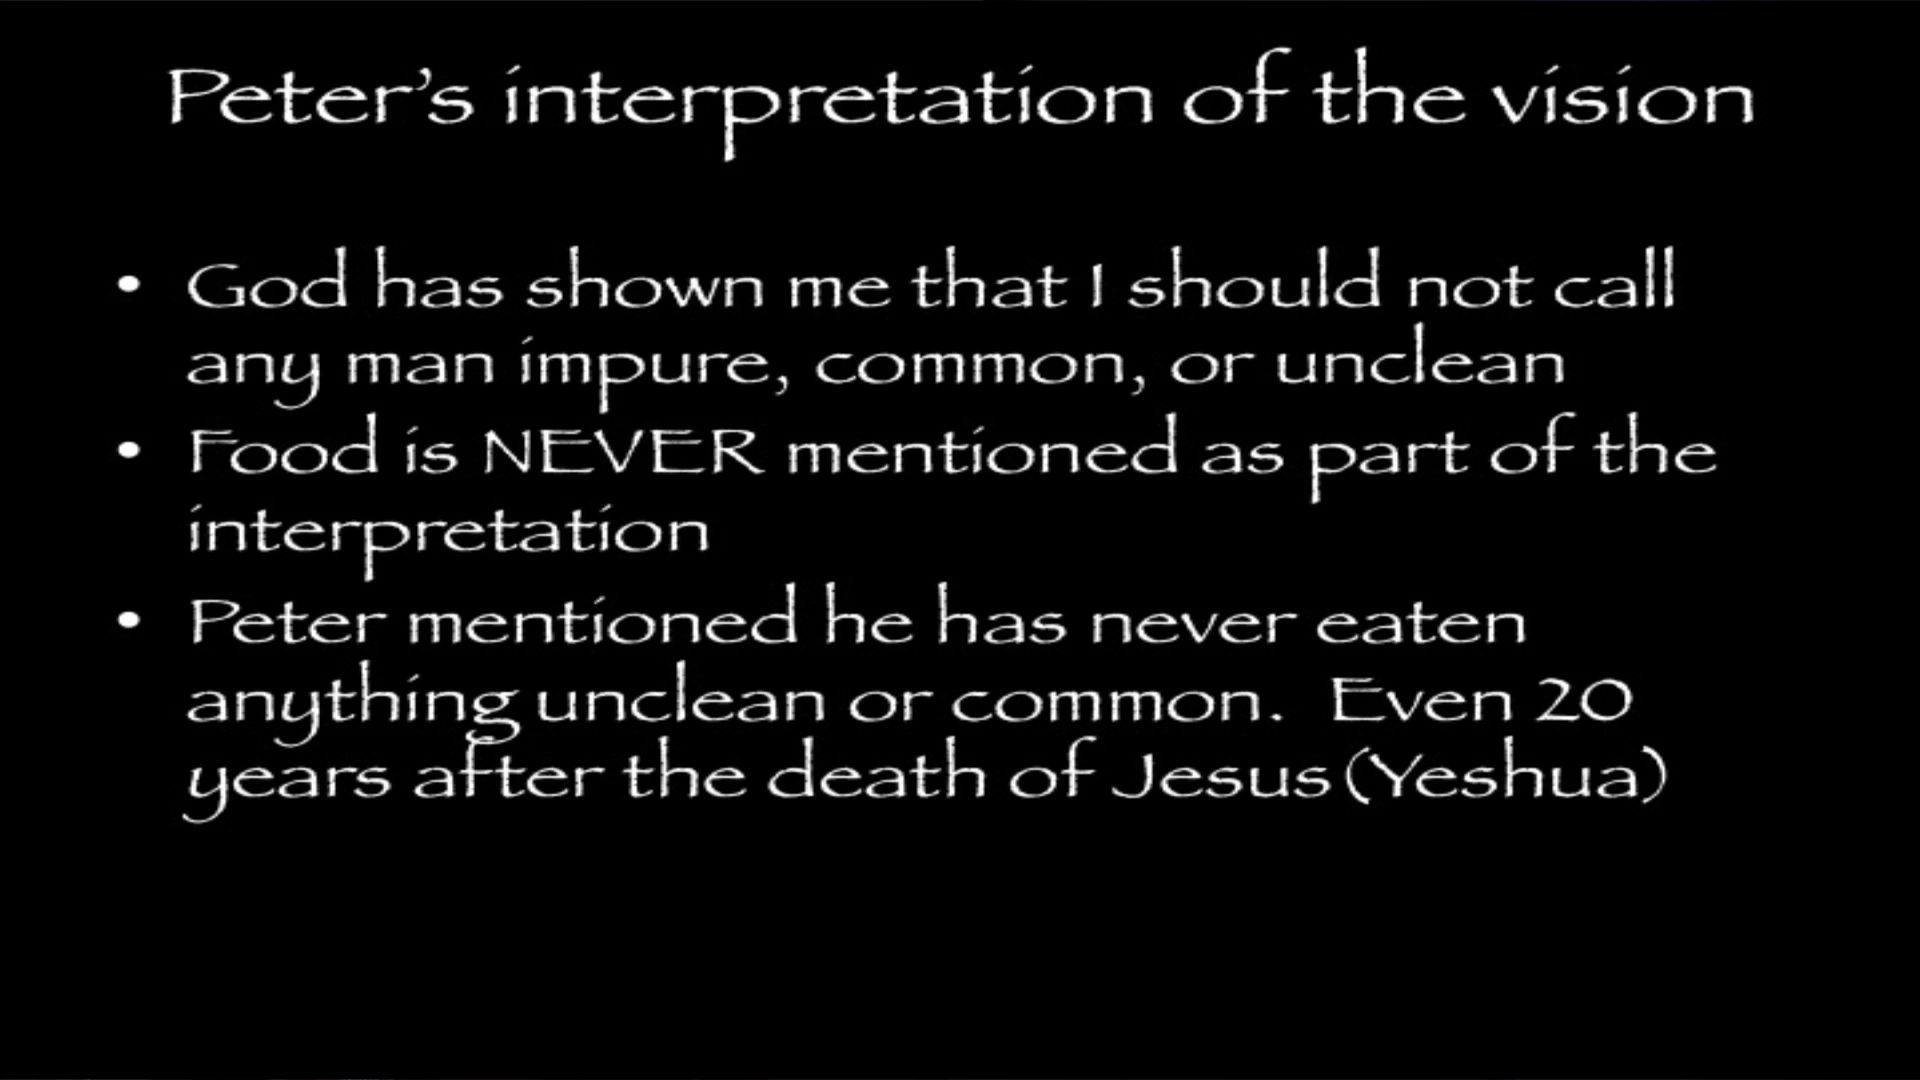 Peter's interpretation of the vision
• God has shown me that I should not call
any man impure, common, or unclean
• Food is NEVER mentioned as part of the
interpretation
• Peter mentioned he has never eaten
anything unclean or common.  Even 20
years after the death of Jesus (Yeshua)